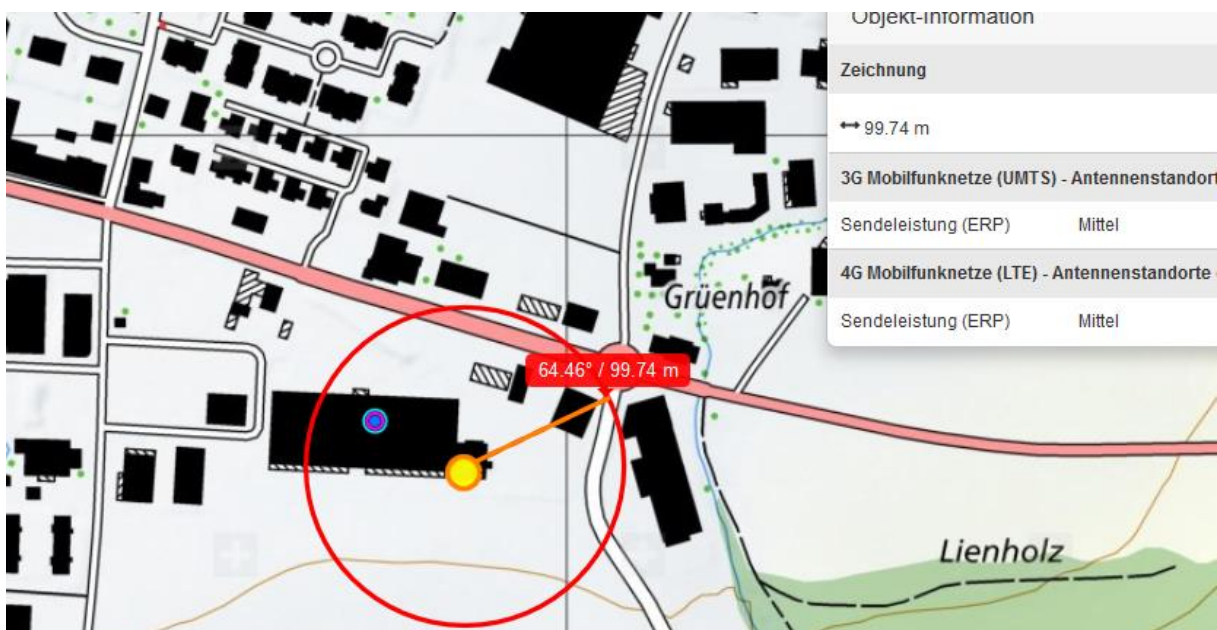 Objekt-Information
Zeichnung
↔ 99.74 m
3G Mobilfunknetze (UMTS) - Antennenstandort
Sendeleistung (ERP) Mittel
4G Mobilfunknetze (LTE) - Antennenstandorte
Sendeleistung (ERP) Mittel
Grüenhof
64.46° / 99.74 m
Lienholz